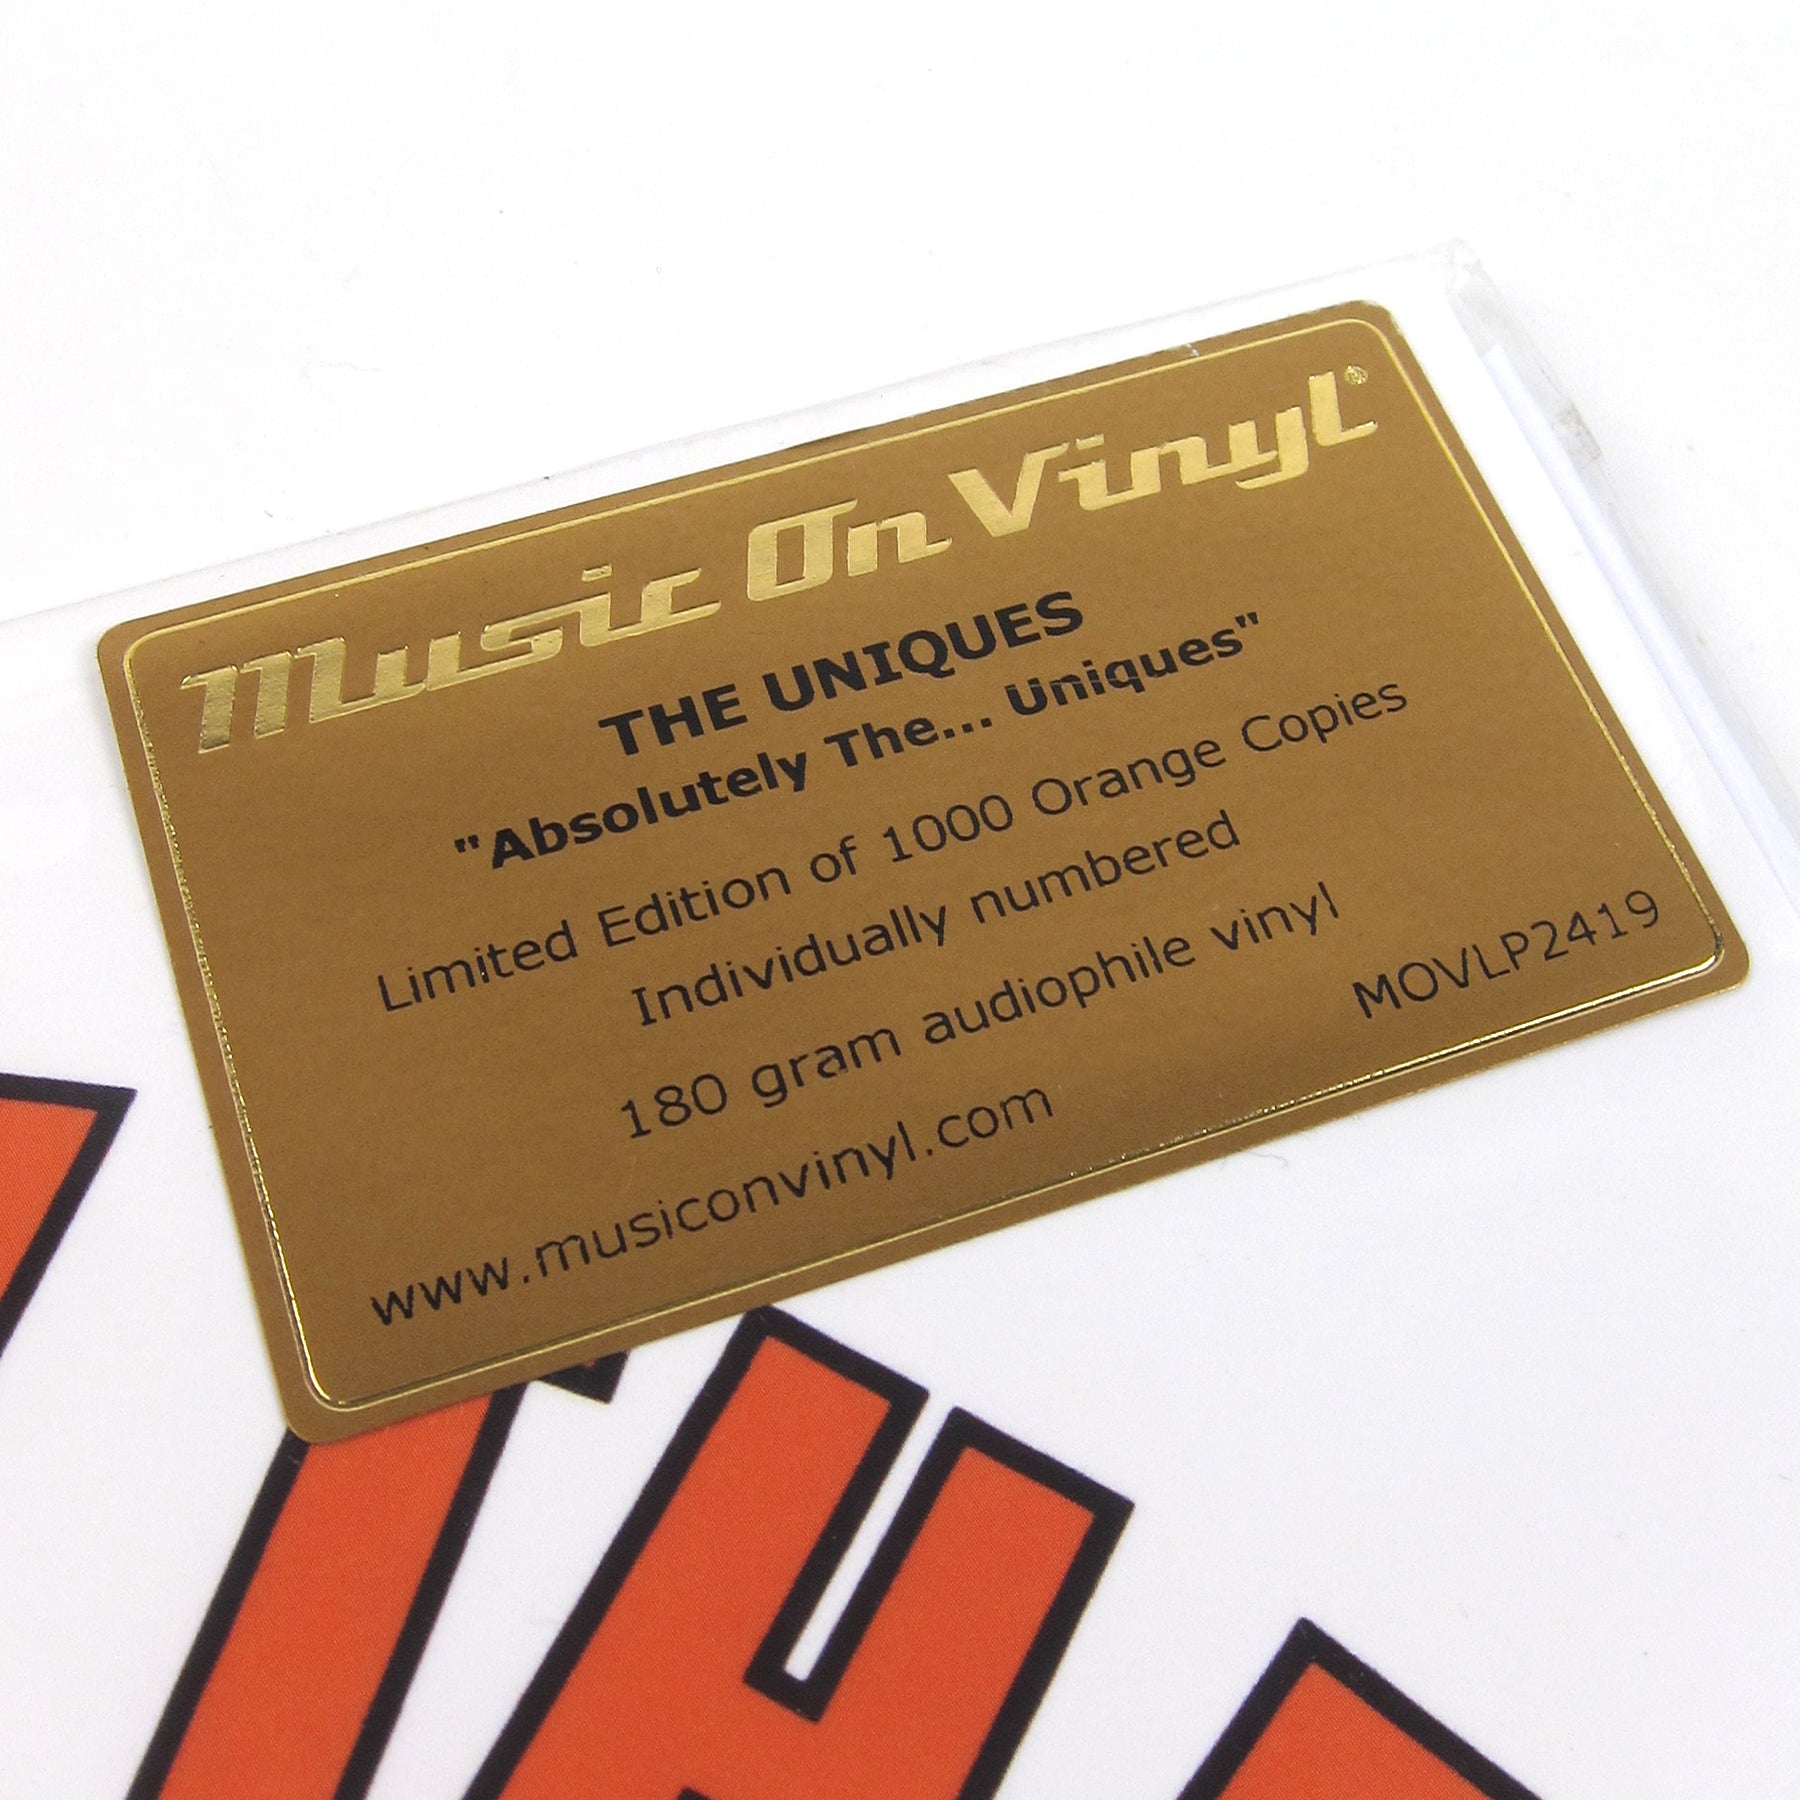 Music On Vinyl®
THE UNIQUES
"Absolutely The... Uniques"
Limited Edition of 1000 Orange Copies
Individually numbered
180 gram audiophile vinyl
www.musiconvinyl.com
MOVLP2419